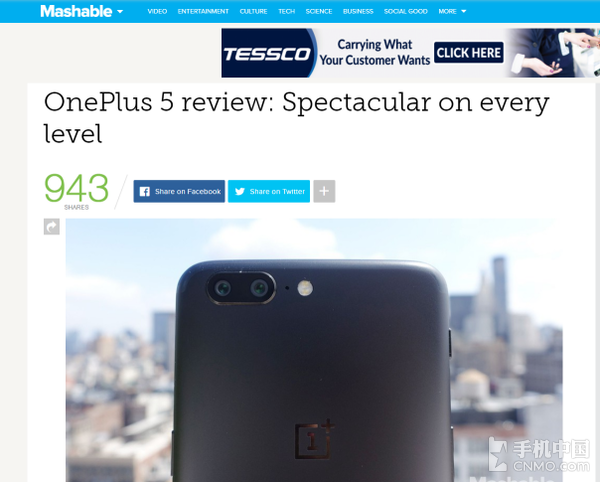 Mashable
VIDEO ENTERTAINMENT CULTURE TECH SCIENCE BUSINESS SOCIAL GOOD MORE
TESSCO
Carrying What
Your Customer Wants
CLICK HERE
OnePlus 5 review: Spectacular on every
level
943
SHARES
Share on Facebook
Share on Twitter
+
1+
手机中国
CNMO.com
Mashable